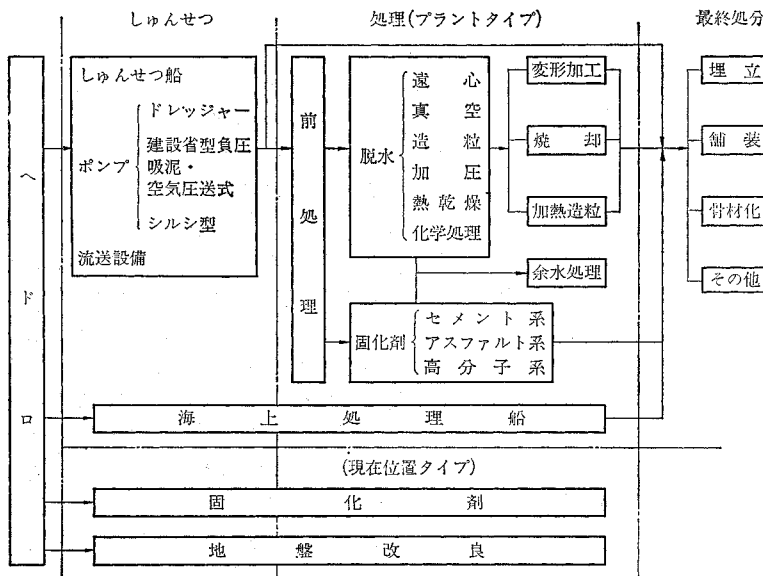 しゅんせつ
処理(プラントタイプ)
最終処分
ヘドロ
しゅんせつ船
ポンプ
ドレッジャー
建設省型負圧
吸泥・
空気圧送式
シルシ型
流送設備
前処理
脱水
遠心
真空
造粒
加圧
熱乾燥
化学処理
変形加工
焼却
加熱造粒
余水処理
固化剤
セメント系
アスファルト系
高分子系
埋立
舗装
骨材化
その他
海上処理船
(現在位置タイプ)
固化剤
地盤改良